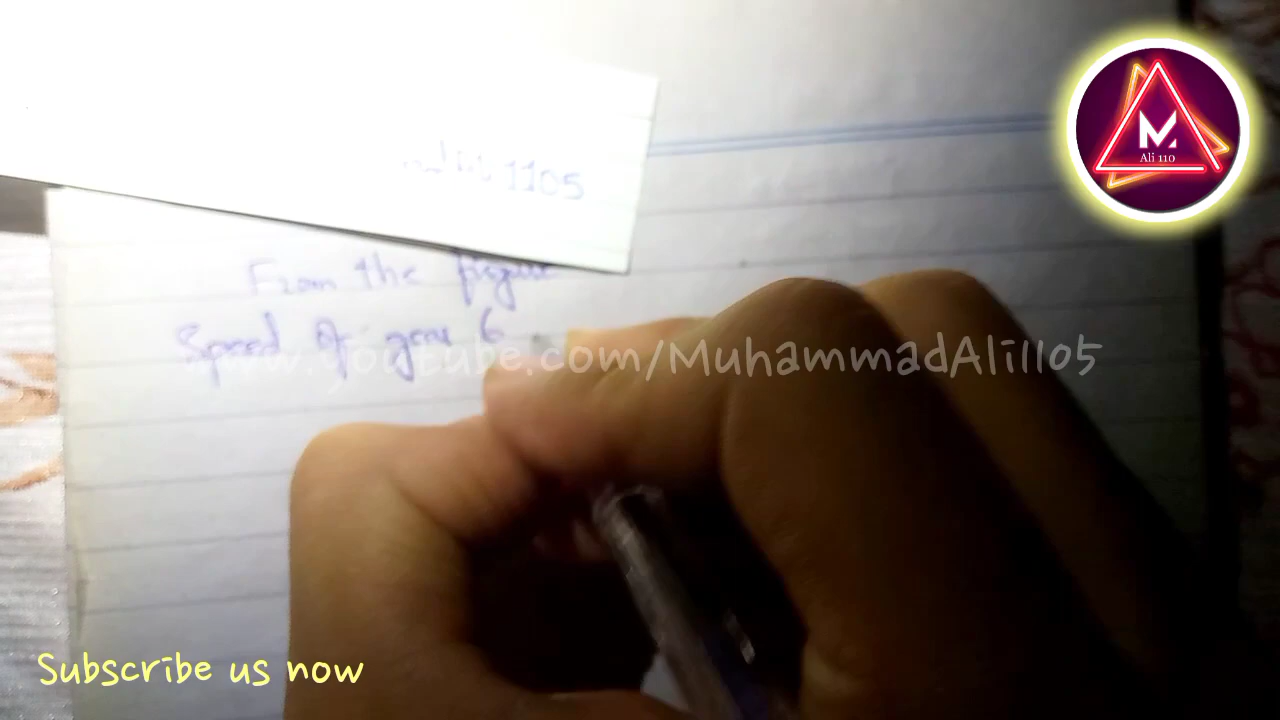 M
Ali 110
1105
From the figure
Speed of gear 6
www.youtube.com/MuhammadAli1105
Subscribe us now